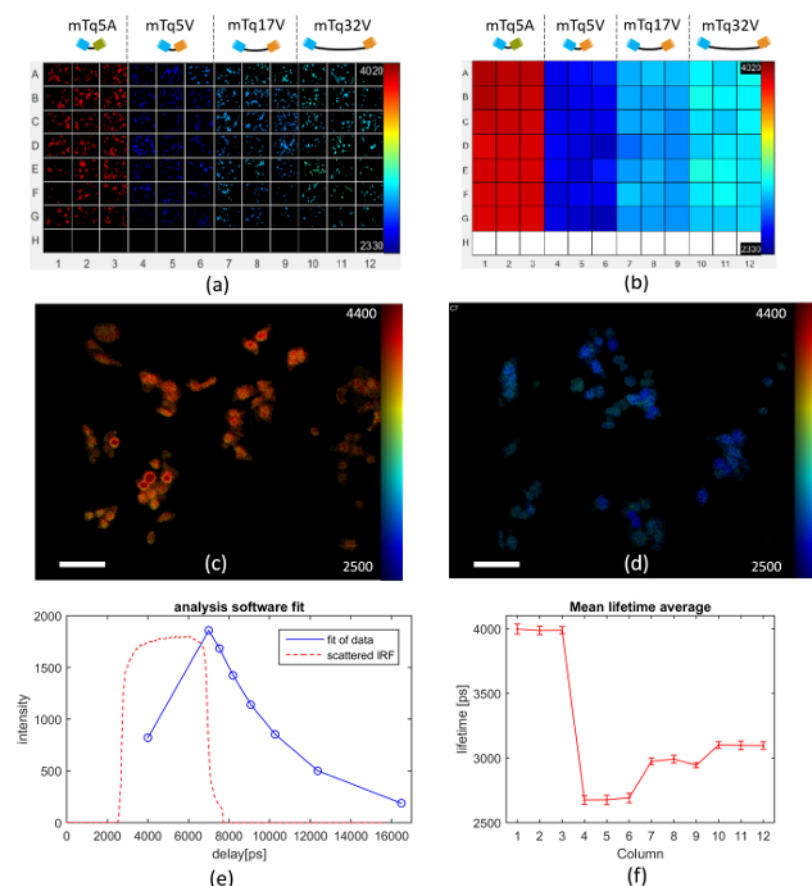 mTq5A mTq5V mTq17V mTq32V
A
B
C
D
E
F
G
H
4020
2330
1 2 3 4 5 6 7 8 9 10 11 12
(a)
mTq5A mTq5V mTq17V mTq32V
A
B
C
D
E
F
G
H
4020
2330
1 2 3 4 5 6 7 8 9 10 11 12
(b)
4400
(c)
2500
C7
4400
(d)
2500
analysis software fit
2000
1500
1000
500
0
intensity
fit of data
scattered IRF
0 2000 4000 6000 8000 10000 12000 14000 16000
delay[ps]
(e)
Mean lifetime average
4000
3500
3000
2500
lifetime [ps]
1 2 3 4 5 6 7 8 9 10 11 12
Column
(f)